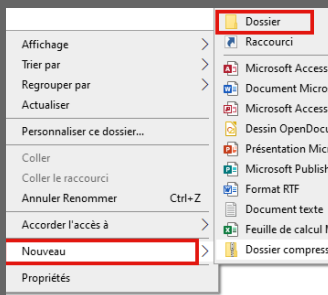 Affichage
Trier par
Regrouper par
Actualiser
Personnaliser ce dossier...
Coller
Coller le raccourci
Annuler Renommer Ctrl+Z
Accorder l'accès à
Nouveau
Propriétés
Dossier
Raccourci
Microsoft Access
Document Micro
Microsoft Access
Dessin OpenDocu
Présentation Mic
Microsoft Publish
Format RTF
Document texte
Feuille de calcul M
Dossier compress